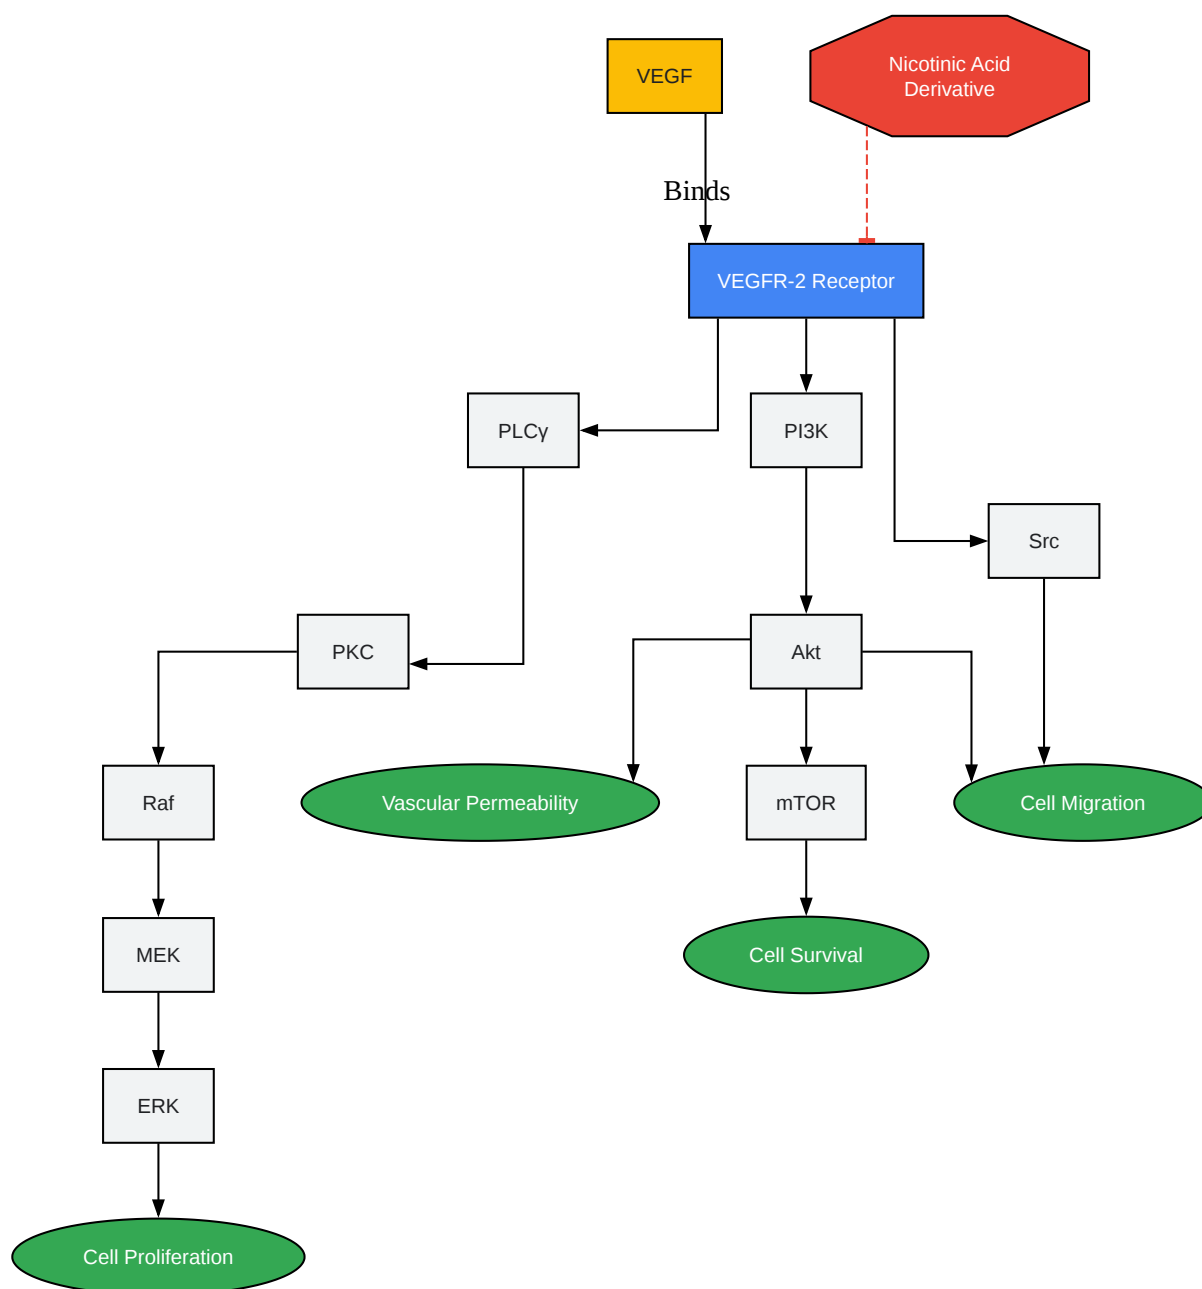 VEGF
Nicotinic Acid
Derivative
Binds
VEGFR-2 Receptor
PLCγ
PI3K
Src
PKC
Akt
Raf
Vascular Permeability
mTOR
Cell Migration
MEK
Cell Survival
ERK
Cell Proliferation